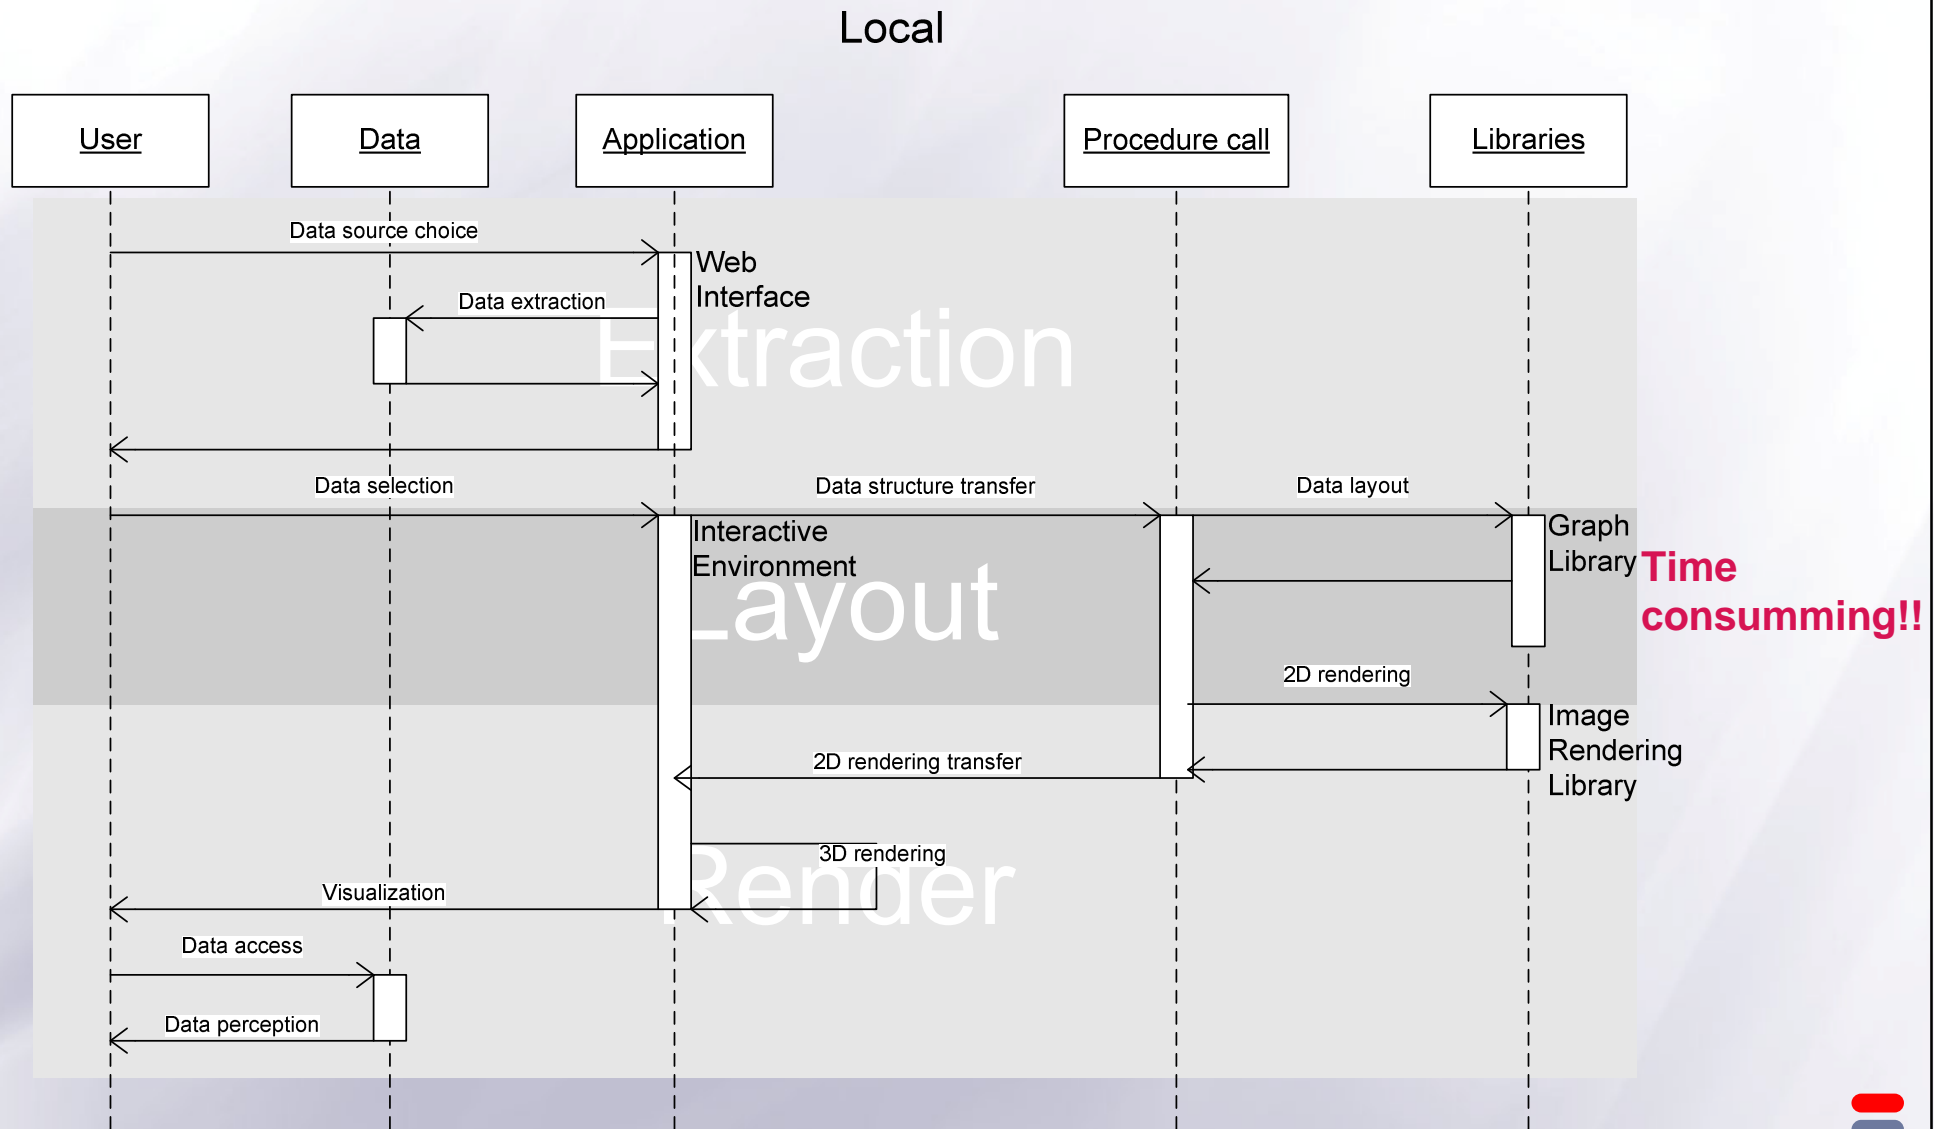 Local
User
Data
Application
Procedure call
Libraries
Data source choice
Web
Interface
Data extraction
Extraction
Data selection
Data structure transfer
Data layout
Interactive
Environment
Graph
Library
Time
consumming!!
Layout
2D rendering
Image
Rendering
Library
2D rendering transfer
3D rendering
Render
Visualization
Data access
Data perception